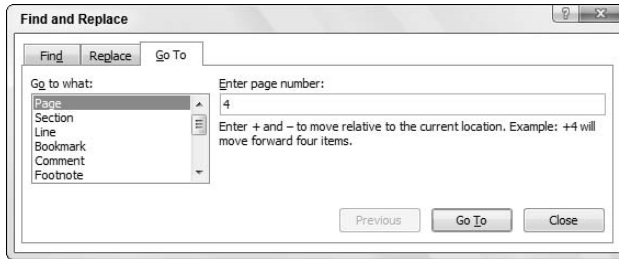 Find and Replace
Find Replace Go To
Go to what:
Page
Section
Line
Bookmark
Comment
Footnote
Enter page number:
4
Enter + and – to move relative to the current location. Example: +4 will
move forward four items.
Previous Go To Close